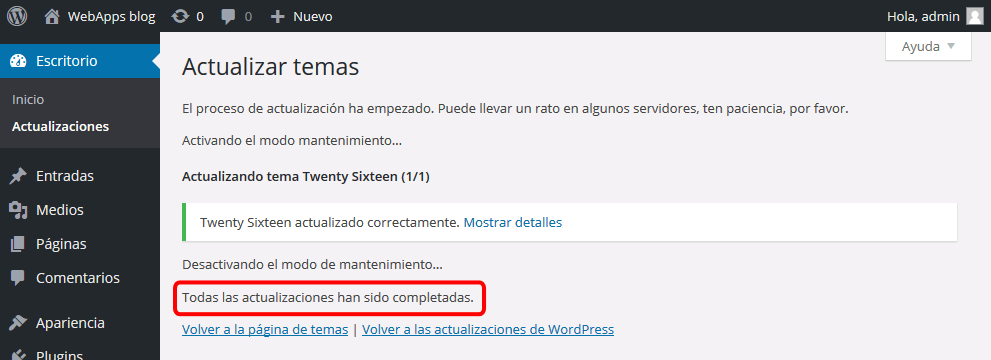 WebApps blog 0 0 + Nuevo Hola, admin
Ayuda
Escritorio
Inicio
Actualizaciones
Entradas
Medios
Páginas
Comentarios
Apariencia
Plugins
Actualizar temas
El proceso de actualización ha empezado. Puede llevar un rato en algunos servidores, ten paciencia, por favor.
Activando el modo mantenimiento...
Actualizando tema Twenty Sixteen (1/1)
Twenty Sixteen actualizado correctamente. Mostrar detalles
Desactivando el modo de mantenimiento...
Todas las actualizaciones han sido completadas.
Volver a la página de temas | Volver a las actualizaciones de WordPress